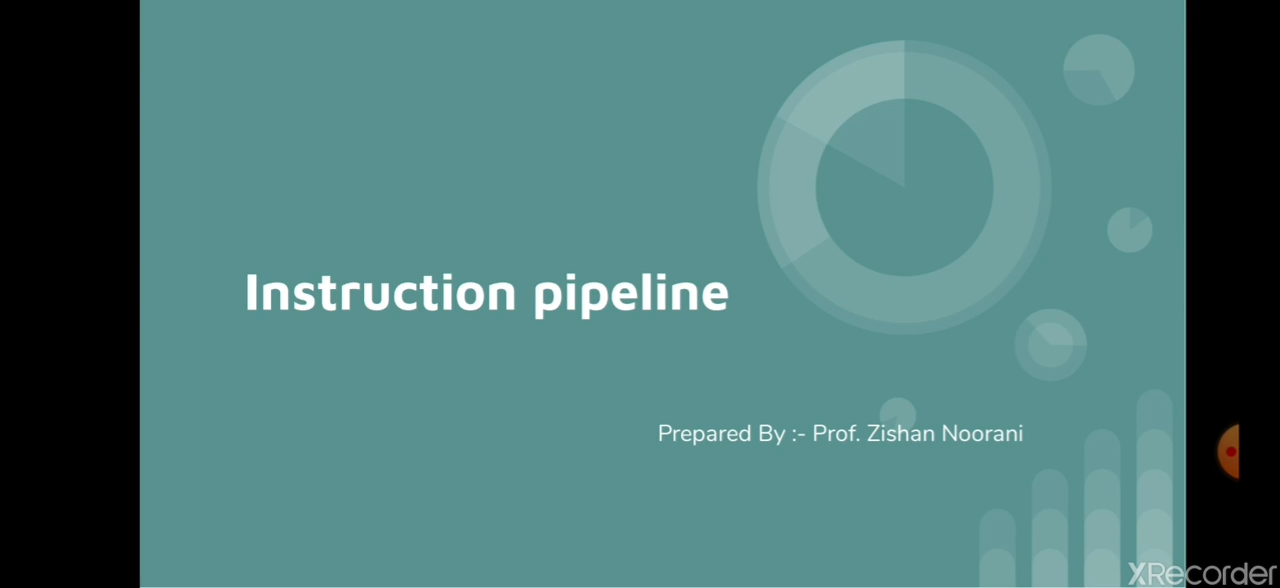 Instruction pipeline
Prepared By :- Prof. Zishan Noorani
XRecorder